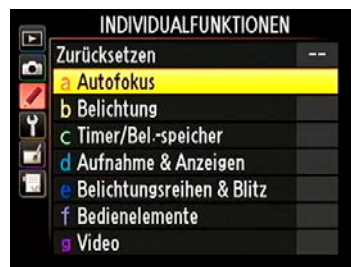 INDIVIDUALFUNKTIONEN
Zurücksetzen --
a Autofokus
b Belichtung
c Timer/Bel.-speicher
d Aufnahme & Anzeigen
e Belichtungsreihen & Blitz
f Bedienelemente
g Video